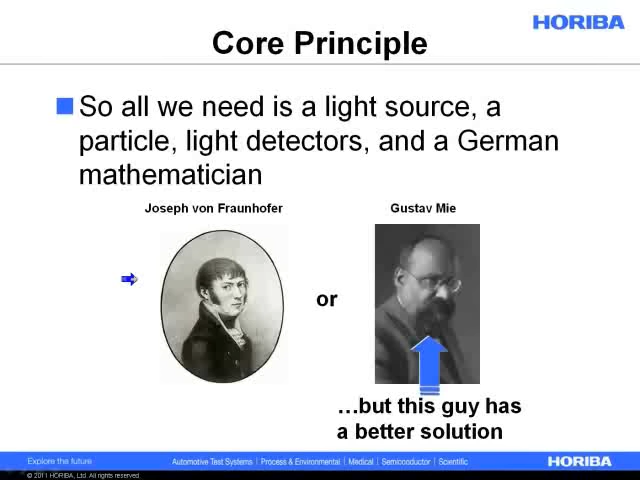 HORIBA
Core Principle
So all we need is a light source, a
particle, light detectors, and a German
mathematician
Joseph von Fraunhofer
Gustav Mie
or
…but this guy has
a better solution
Explore the future
Automotive Test Systems | Process & Environmental | Medical | Semiconductor | Scientific
HORIBA
© 2011 HORIBA, Ltd. All rights reserved.